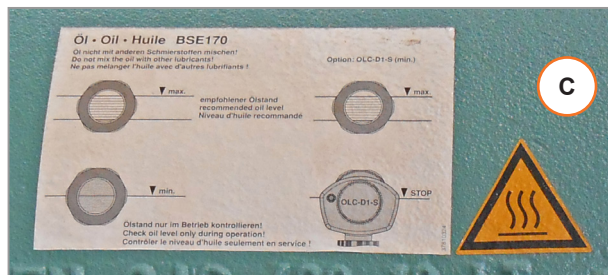 Öl • Oil • Huile BSE170
Öl nicht mit anderen Schmierstoffen mischen!
Do not mix the oil with other lubricants!
Ne pas melanger l'huile avec d'autres lubrifiants !
Option: OLC-D1-S (min.)
max.
max.
empfohlener Ölstand
recommended oil level
Niveau d'huile recommandé
min.
OLC-D1-S
STOP
Ölstand nur im Betrieb kontrollieren!
Check oil level only during operation!
Contrôler le niveau d'huile seulement en service !
C